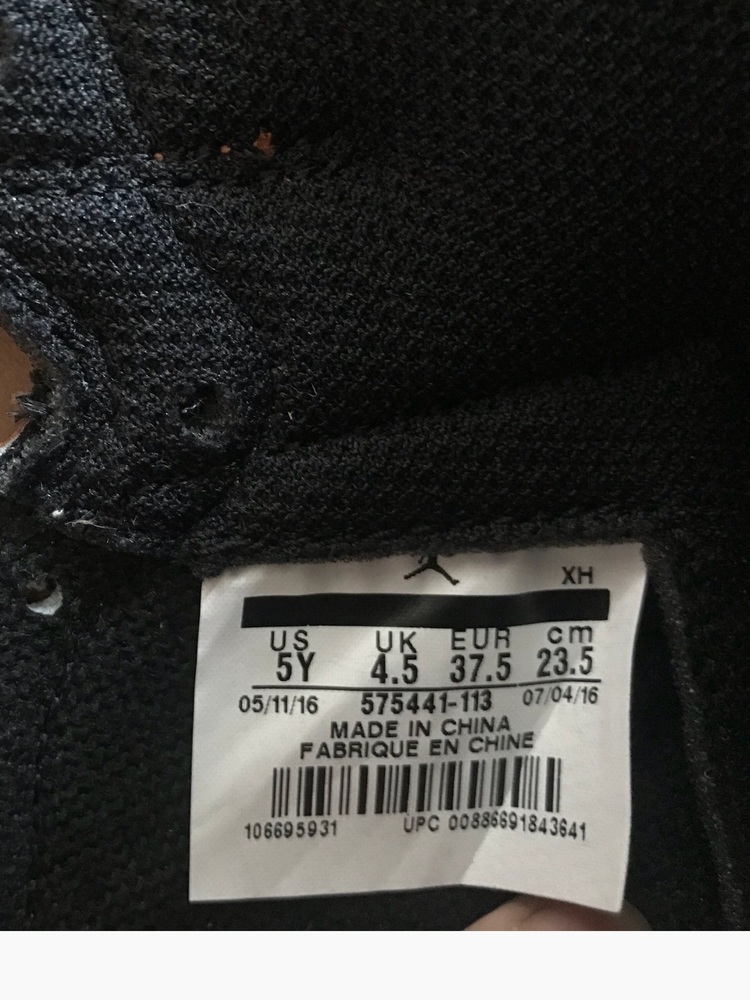 XH
US UK EUR cm
5Y 4.5 37.5 23.5
05/11/16 575441-113 07/04/16
MADE IN CHINA
FABRIQUE EN CHINE
106695931 UPC 00886691843641